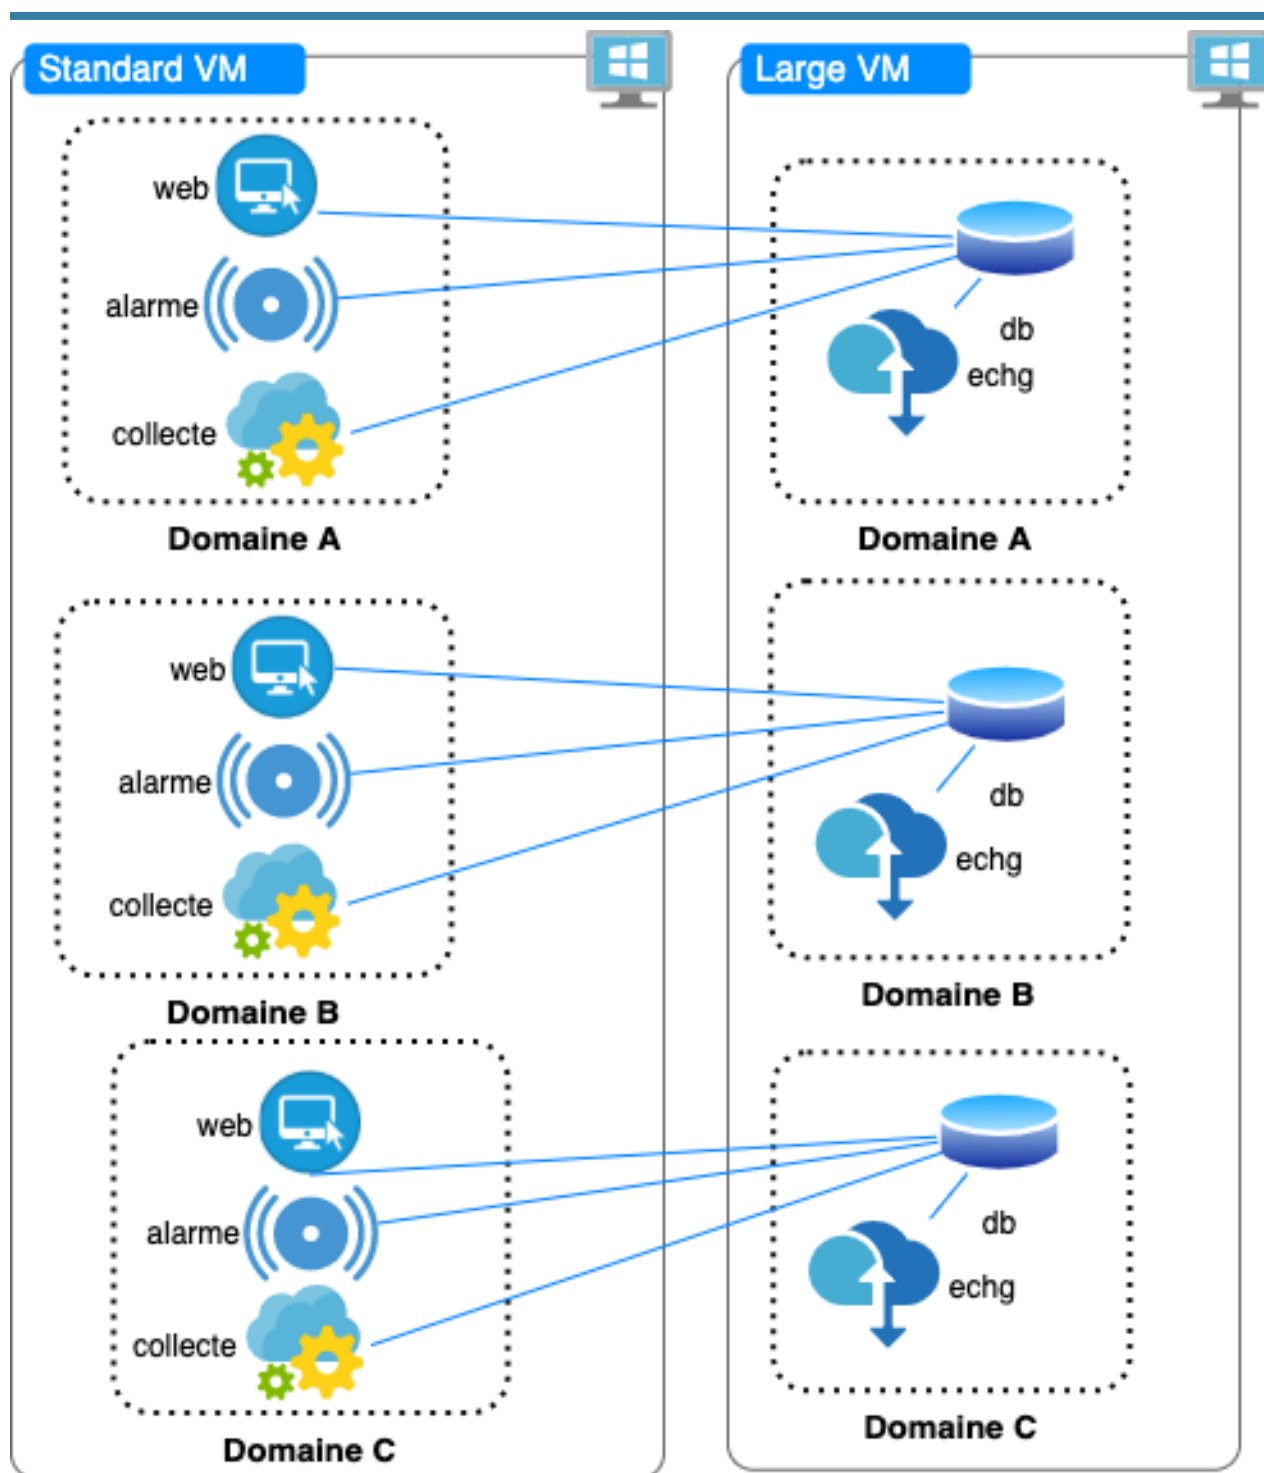 Standard VM
web
alarme
collecte
Domaine A
web
alarme
collecte
Domaine B
web
alarme
collecte
Domaine C
Large VM
db
echg
Domaine A
db
echg
Domaine B
db
echg
Domaine C